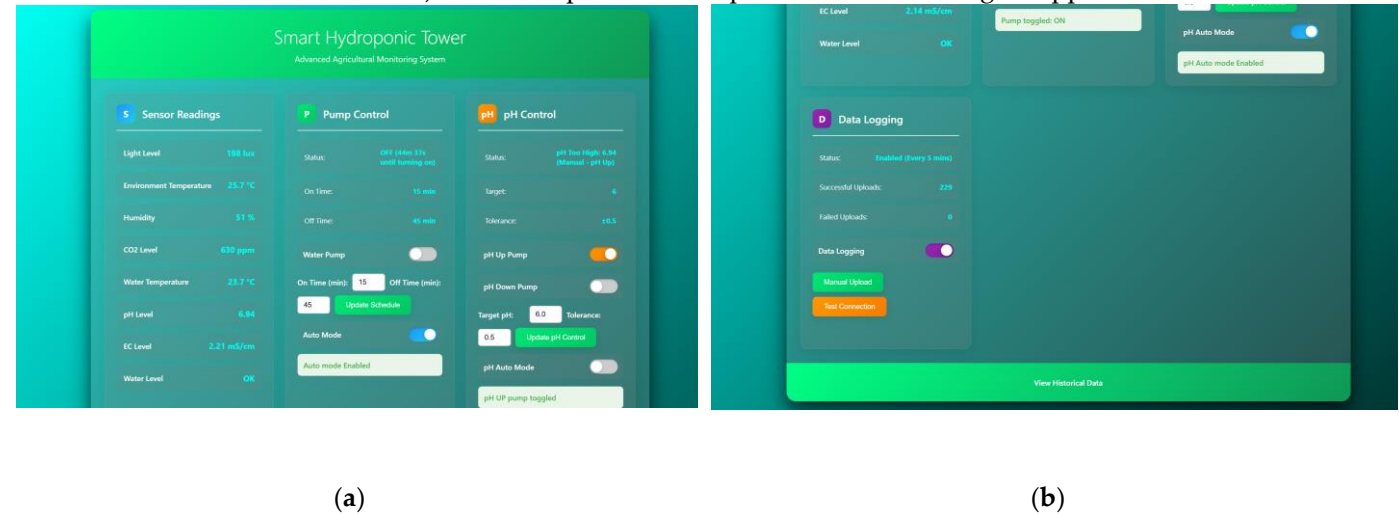 Smart Hydroponic Tower
Advanced Agricultural Monitoring System
S Sensor Readings
Light Level 188 lux
Environment Temperature 25.7 °C
Humidity 51 %
CO2 Level 630 ppm
Water Temperature 23.7 °C
pH Level 6.94
EC Level 2.21 mS/cm
Water Level OK
P Pump Control
Status: OFF (44m 37s
until turning on)
On Time: 15 min
Off Time: 45 min
Water Pump
On Time (min): 15 Off Time (min):
45 Update Schedule
Auto Mode
Auto mode Enabled
pH pH Control
Status: pH Too High: 6.94
(Manual - pH Up)
Target: 6
Tolerance: ±0.5
pH Up Pump
pH Down Pump
Target pH: 6.0 Tolerance:
0.5 Update pH Control
pH Auto Mode
pH UP pump toggled
(a)
EC Level 2.14 mS/cm
Water Level OK
Pump toggled: ON
pH Auto Mode
pH Auto mode Enabled
D Data Logging
Status: Enabled (Every 5 mins)
Successful Uploads: 229
Failed Uploads: 0
Data Logging
Manual Upload
Test Connection
View Historical Data
(b)